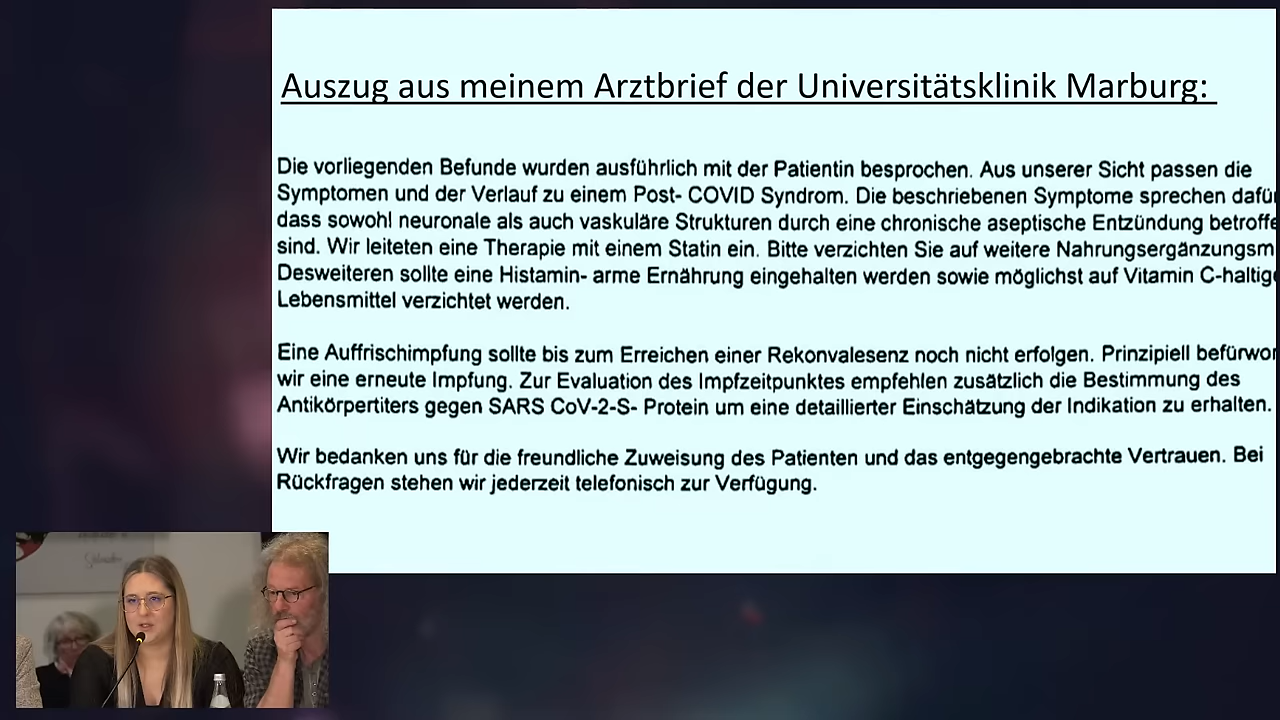 Auszug aus meinem Arztbrief der Universitätsklinik Marburg:
Die vorliegenden Befunde wurden ausführlich mit der Patientin besprochen. Aus unserer Sicht passen die
Symptomen und der Verlauf zu einem Post- COVID Syndrom. Die beschriebenen Symptome sprechen dafür
dass sowohl neuronale als auch vaskuläre Strukturen durch eine chronische aseptische Entzündung betroffe
sind. Wir leiteten eine Therapie mit einem Statin ein. Bitte verzichten Sie auf weitere Nahrungsergänzungsm
Desweiteren sollte eine Histamin- arme Ernährung eingehalten werden sowie möglichst auf Vitamin C-haltige
Lebensmittel verzichtet werden.
Eine Auffrischimpfung sollte bis zum Erreichen einer Rekonvalesenz noch nicht erfolgen. Prinzipiell befürwor
wir eine erneute Impfung. Zur Evaluation des Impfzeitpunktes empfehlen zusätzlich die Bestimmung des
Antikörpertiters gegen SARS CoV-2-S- Protein um eine detaillierter Einschätzung der Indikation zu erhalten.
Wir bedanken uns für die freundliche Zuweisung des Patienten und das entgegengebrachte Vertrauen. Bei
Rückfragen stehen wir jederzeit telefonisch zur Verfügung.